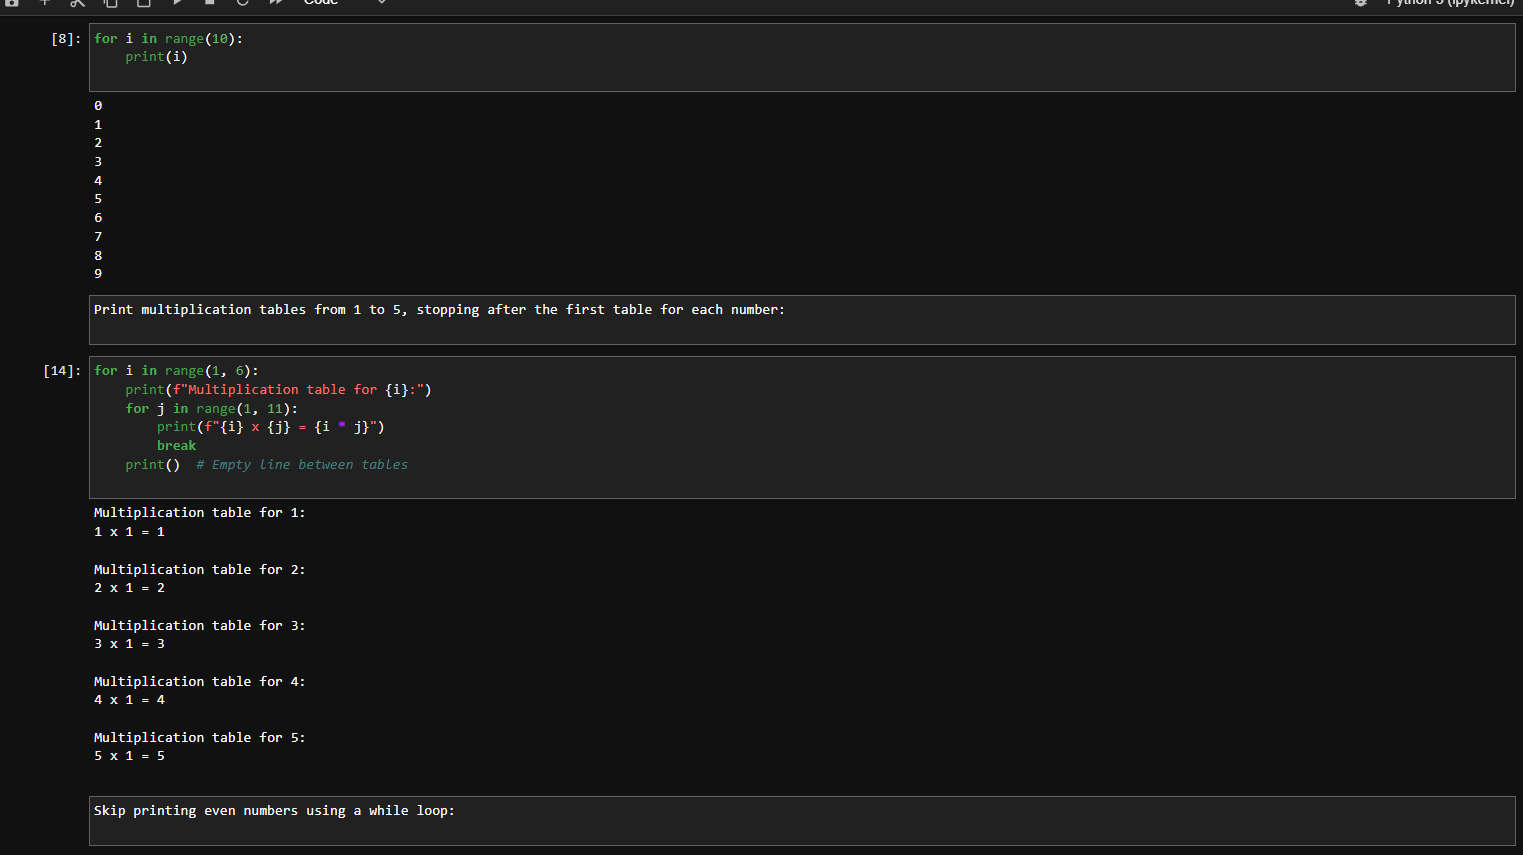 Code
Python 3 (ipykernel)
[8]: for i in range(10):
    print(i)
0
1
2
3
4
5
6
7
8
9
Print multiplication tables from 1 to 5, stopping after the first table for each number:
[14]: for i in range(1, 6):
    print(f"Multiplication table for {i}:")
    for j in range(1, 11):
        print(f"{i} x {j} = {i * j}")
        break
    print()  # Empty line between tables
Multiplication table for 1:
1 x 1 = 1
Multiplication table for 2:
2 x 1 = 2
Multiplication table for 3:
3 x 1 = 3
Multiplication table for 4:
4 x 1 = 4
Multiplication table for 5:
5 x 1 = 5
Skip printing even numbers using a while loop: